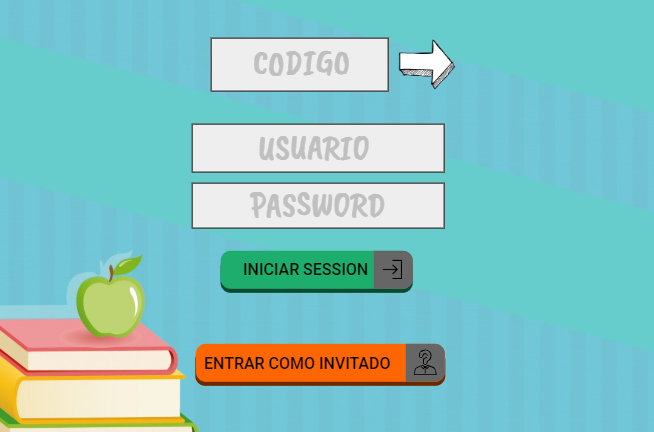 CODIGO
USUARIO
PASSWORD
INICIAR SESSION
ENTRAR COMO INVITADO